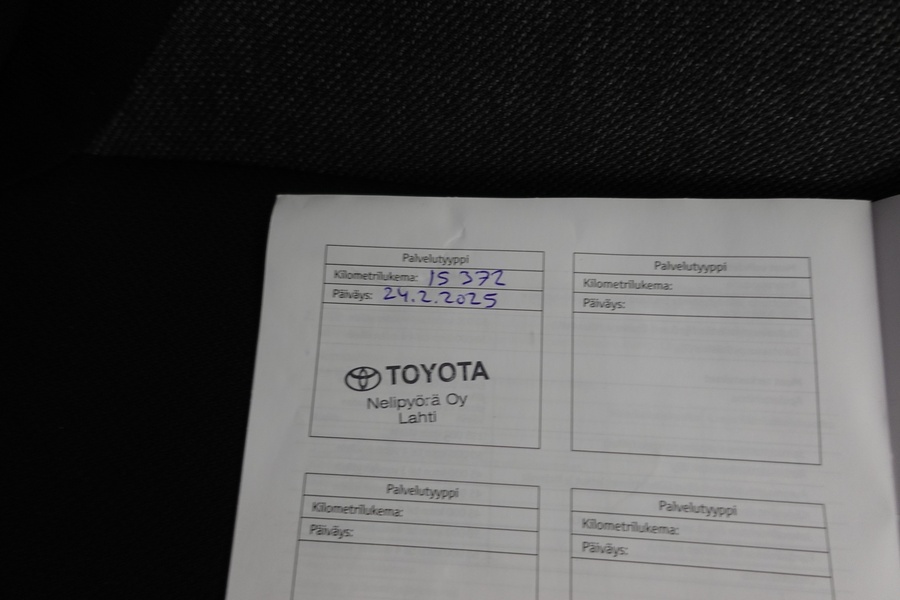 Palvelutyyppi
Kilometrilukema: 15 372
Päiväys: 24.2.2025
TOYOTA
Nelipyörä Oy
Lahti
Palvelutyyppi
Kilometrilukema:
Päiväys:
Palvelutyyppi
Kilometrilukema:
Päiväys:
Palvelutyyppi
Kilometrilukema:
Päiväys: